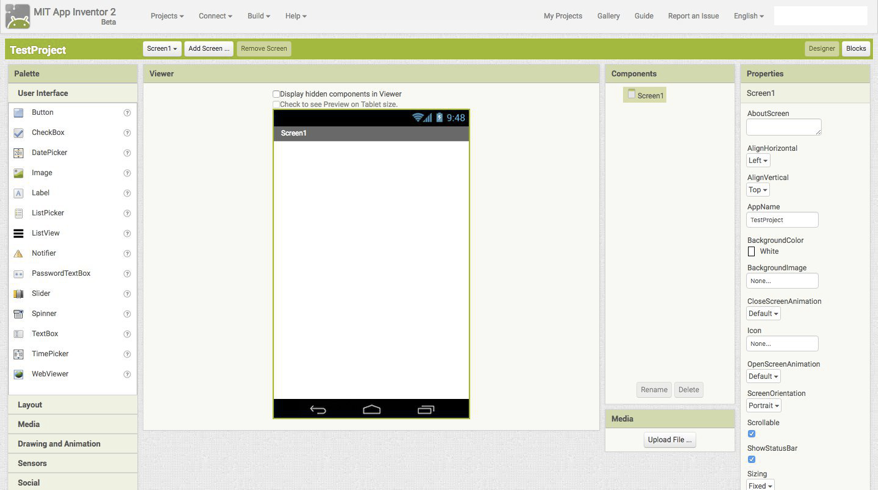 MIT App Inventor 2
Beta
Projects Connect Build Help My Projects Gallery Guide Report an issue English
TestProject Screen1 Add Screen ... Remove Screen Designer Blocks
Palette
User Interface
Button
CheckBox
DatePicker
Image
Label
ListPicker
ListView
Notifier
PasswordTextBox
Slider
Spinner
TextBox
TimePicker
WebViewer
Layout
Media
Drawing and Animation
Sensors
Social
Viewer
Display hidden components in Viewer
Check to see Preview on Tablet size.
9:48
Screen1
Components
Screen1
Rename Delete
Media
Upload File ...
Properties
Screen1
AboutScreen
AlignHorizontal
Left
AlignVertical
Top
AppName
TestProject
BackgroundColor
White
BackgroundImage
None...
CloseScreenAnimation
Default
Icon
None...
OpenScreenAnimation
Default
ScreenOrientation
Portrait
Scrollable
ShowStatusBar
Sizing
Fixed